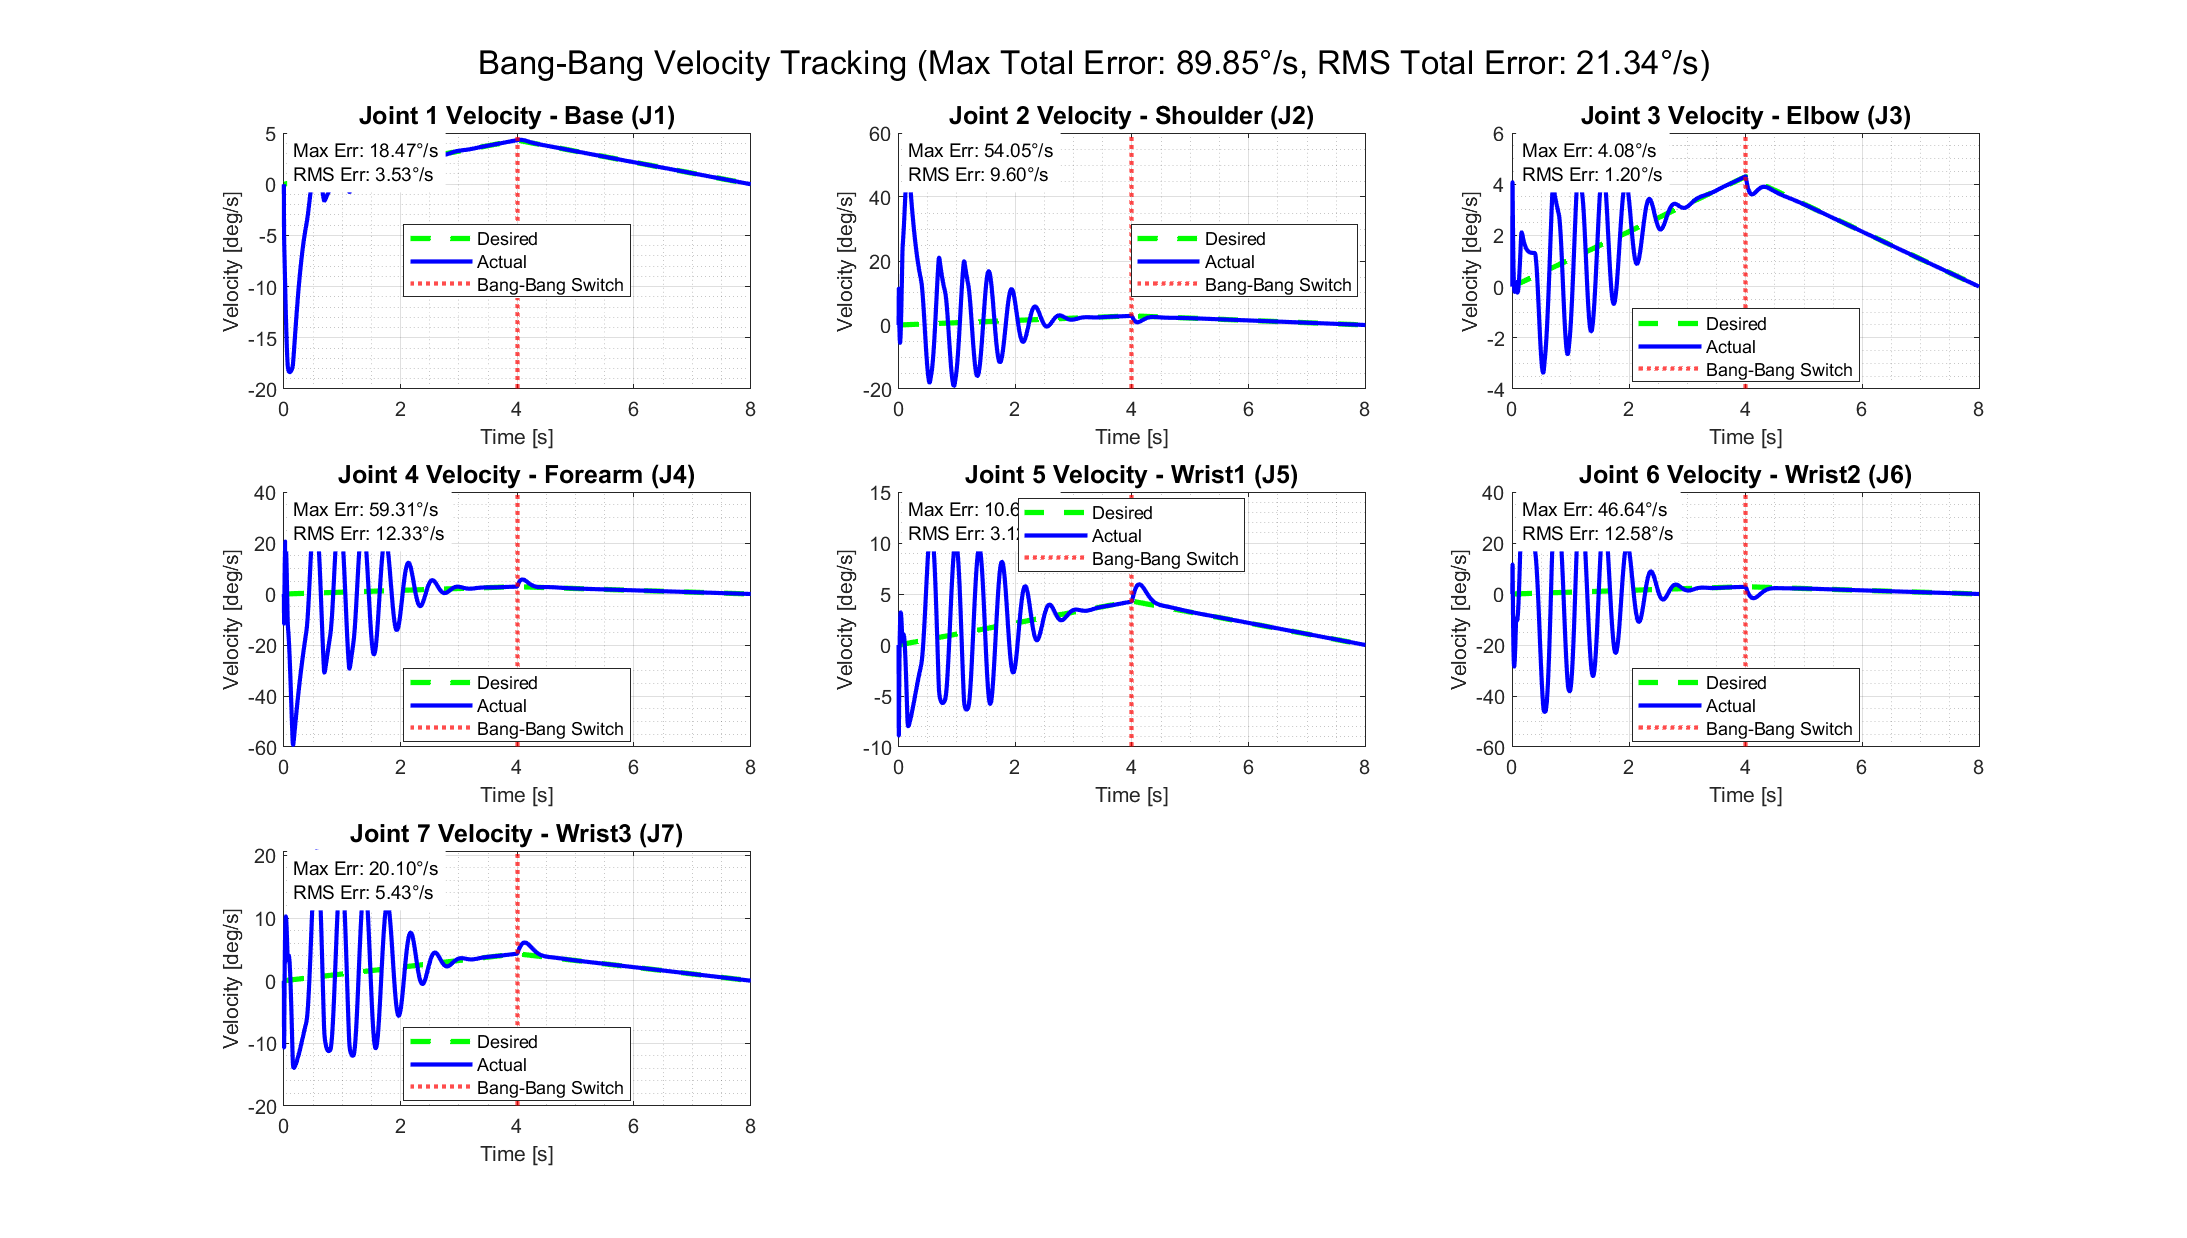 Bang-Bang Velocity Tracking (Max Total Error: 89.85°/s, RMS Total Error: 21.34°/s)
Joint 1 Velocity - Base (J1)
Max Err: 18.47°/s
RMS Err: 3.53°/s
Velocity [deg/s]
5
0
-5
-10
-15
-20
Desired
Actual
Bang-Bang Switch
0 2 4 6 8
Time [s]
Joint 2 Velocity - Shoulder (J2)
Max Err: 54.05°/s
RMS Err: 9.60°/s
Velocity [deg/s]
60
40
20
0
-20
Desired
Actual
Bang-Bang Switch
0 2 4 6 8
Time [s]
Joint 3 Velocity - Elbow (J3)
Max Err: 4.08°/s
RMS Err: 1.20°/s
Velocity [deg/s]
6
4
2
0
-2
-4
Desired
Actual
Bang-Bang Switch
0 2 4 6 8
Time [s]
Joint 4 Velocity - Forearm (J4)
Max Err: 59.31°/s
RMS Err: 12.33°/s
Velocity [deg/s]
40
20
0
-20
-40
-60
Desired
Actual
Bang-Bang Switch
0 2 4 6 8
Time [s]
Joint 5 Velocity - Wrist1 (J5)
Max Err: 10.6
RMS Err: 3.1
Velocity [deg/s]
15
10
5
0
-5
-10
Desired
Actual
Bang-Bang Switch
0 2 4 6 8
Time [s]
Joint 6 Velocity - Wrist2 (J6)
Max Err: 46.64°/s
RMS Err: 12.58°/s
Velocity [deg/s]
40
20
0
-20
-40
-60
Desired
Actual
Bang-Bang Switch
0 2 4 6 8
Time [s]
Joint 7 Velocity - Wrist3 (J7)
Max Err: 20.10°/s
RMS Err: 5.43°/s
Velocity [deg/s]
20
10
0
-10
-20
Desired
Actual
Bang-Bang Switch
0 2 4 6 8
Time [s]